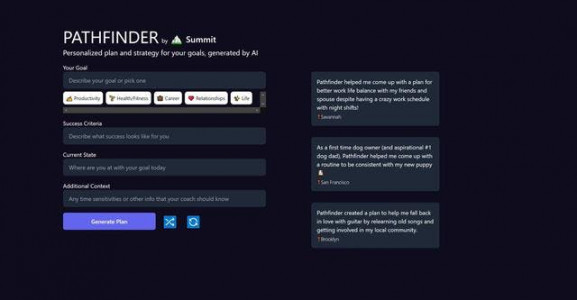 PATHFINDER by Summit
Personalized plan and strategy for your goals, generated by AI
Your Goal
Describe your goal or pick one
Productivity Health/Fitness Career Relationships Life
Success Criteria
Describe what success looks like for you
Current State
Where are you at with your goal today
Additional Context
Any time sensitivities or other info that your coach should know
Generate Plan
Pathfinder helped me come up with a plan for
better work life balance with my friends and
spouse despite having a crazy work schedule
with night shifts!
Savannah
As a first time dog owner (and aspirational #1
dog dad), Pathfinder helped me come up with
a routine to be consistent with my new puppy
San Francisco
Pathfinder created a plan to help me fall back
in love with guitar by relearning old songs and
getting involved in my local community.
Brooklyn